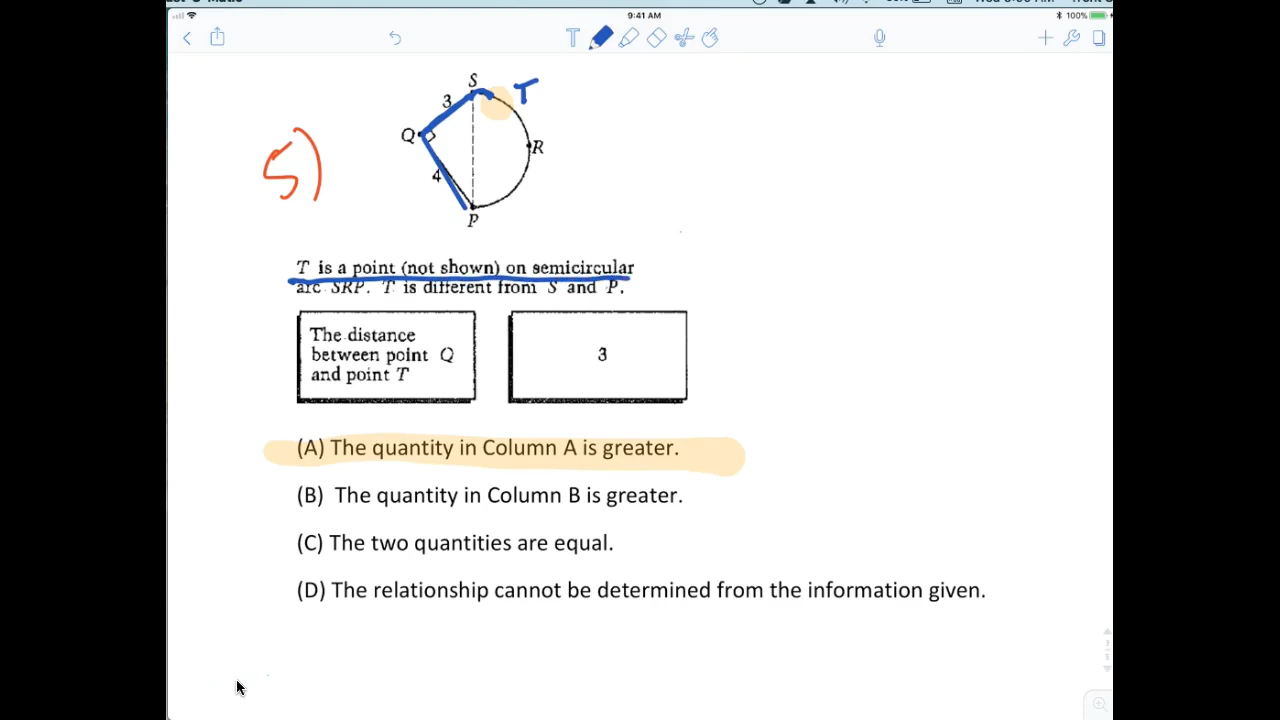 9:41 AM
100%
T
S
3
T
Q
R
4
P
5)
T is a point (not shown) on semicircular
arc SRP. T is different from S and P.
The distance
between point Q
and point T
3
(A) The quantity in Column A is greater.
(B) The quantity in Column B is greater.
(C) The two quantities are equal.
(D) The relationship cannot be determined from the information given.